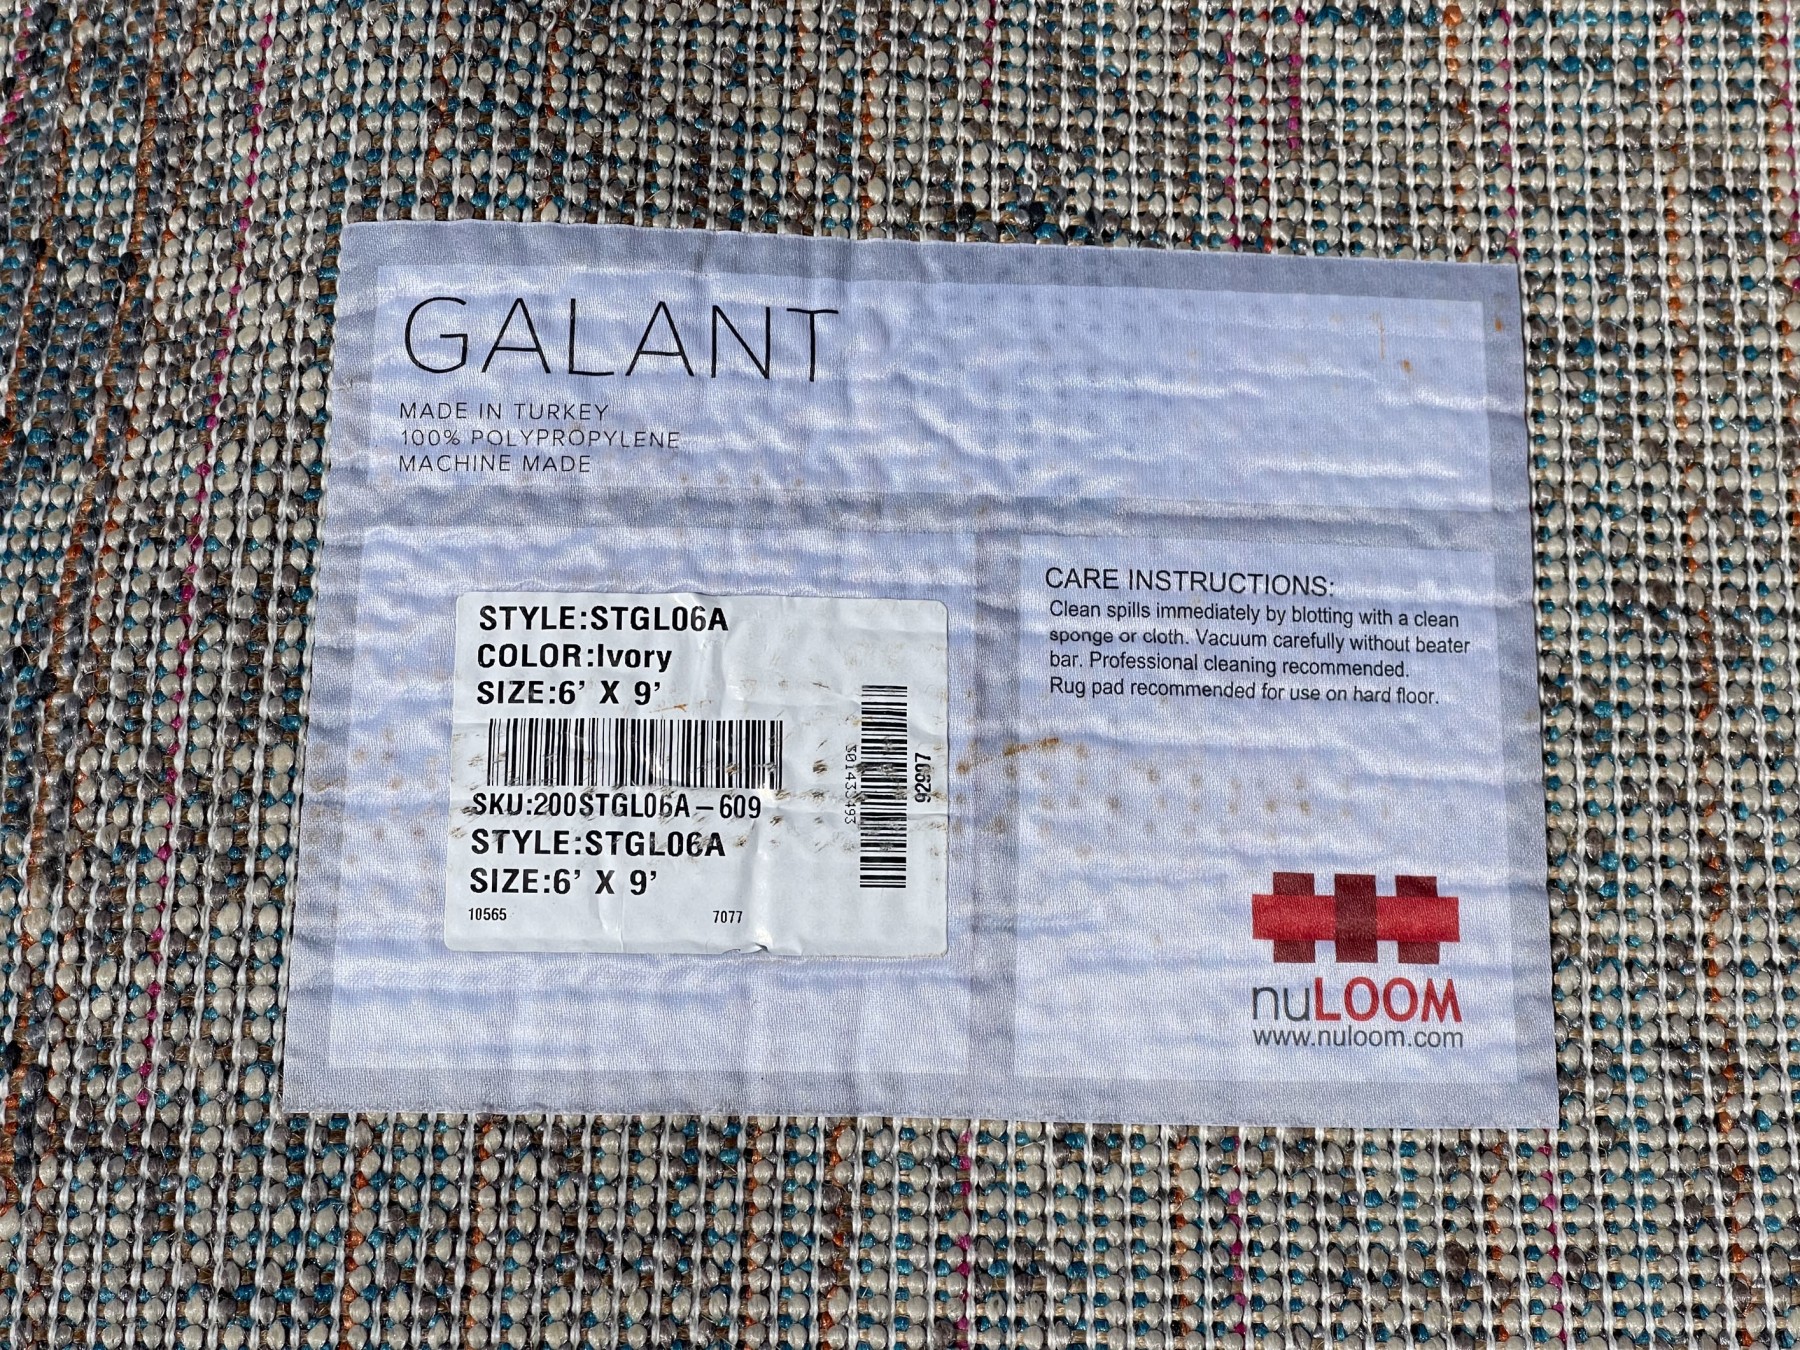 GALANT
MADE IN TURKEY
100% POLYPROPYLENE
MACHINE MADE
STYLE:STGL06A
COLOR:Ivory
SIZE:6' X 9'
SKU:200STGL06A-609
STYLE:STGL06A
SIZE:6' X 9'
10565 7077
92997
CARE INSTRUCTIONS:
Clean spills immediately by blotting with a clean
sponge or cloth. Vacuum carefully without beater
bar. Professional cleaning recommended.
Rug pad recommended for use on hard floor.
nuLOOM
www.nuloom.com